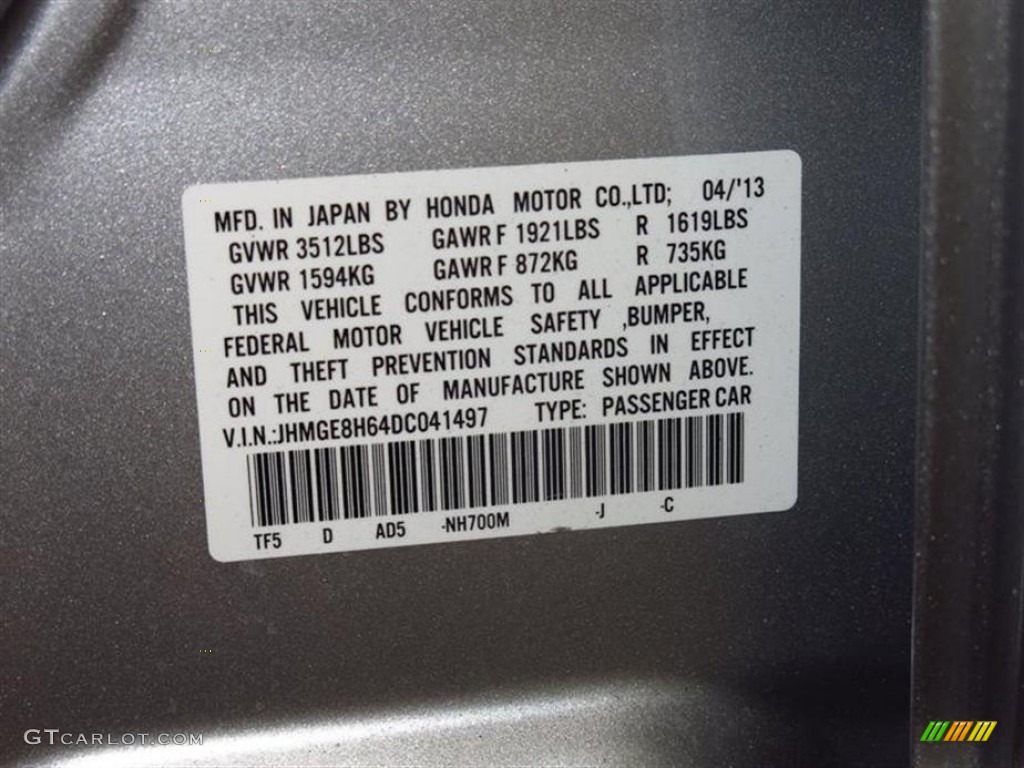 MFD. IN JAPAN BY HONDA MOTOR CO.,LTD; 04/'13
GVWR 3512LBS GAWR F 1921LBS R 1619LBS
GVWR 1594KG GAWR F 872KG R 735KG
THIS VEHICLE CONFORMS TO ALL APPLICABLE
FEDERAL MOTOR VEHICLE SAFETY ,BUMPER,
AND THEFT PREVENTION STANDARDS IN EFFECT
ON THE DATE OF MANUFACTURE SHOWN ABOVE.
V.I.N.:JHMGE8H64DC041497 TYPE: PASSENGER CAR
TF5 D AD5 -NH700M -J -C
GTCARLOT.COM